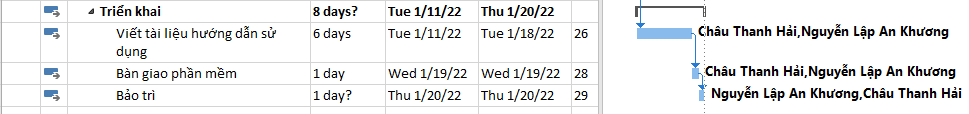 Triển khai 8 days? Tue 1/11/22 Thu 1/20/22
Viết tài liệu hướng dẫn sử 6 days Tue 1/11/22 Tue 1/18/22 26 Châu Thanh Hải,Nguyễn Lập An Khương
dụng
Bàn giao phần mềm 1 day Wed 1/19/22 Wed 1/19/22 28 Châu Thanh Hải,Nguyễn Lập An Khương
Bảo trì 1 day? Thu 1/20/22 Thu 1/20/22 29 Nguyễn Lập An Khương,Châu Thanh Hải